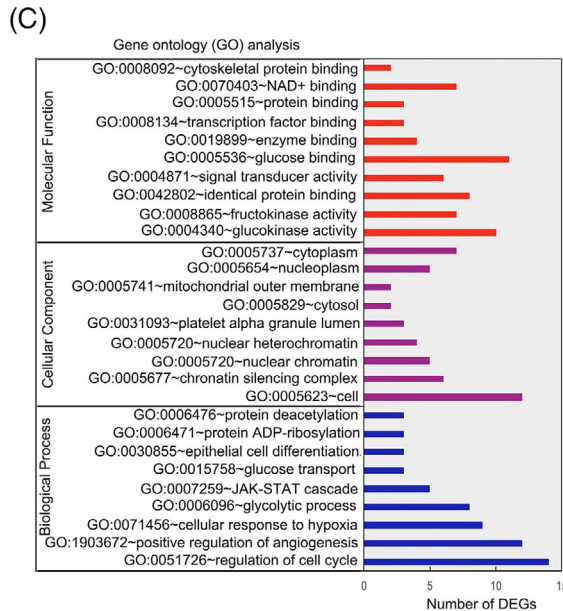 (C)
Gene ontology (GO) analysis
Molecular Function
GO:0008092~cytoskeletal protein binding
GO:0070403~NAD+ binding
GO:0005515~protein binding
GO:0008134~transcription factor binding
GO:0019899~enzyme binding
GO:0005536~glucose binding
GO:0004871~signal transducer activity
GO:0042802~identical protein binding
GO:0008865~fructokinase activity
GO:0004340~glucokinase activity
Cellular Component
GO:0005737~cytoplasm
GO:0005654~nucleoplasm
GO:0005741~mitochondrial outer membrane
GO:0005829~cytosol
GO:0031093~platelet alpha granule lumen
GO:0005720~nuclear heterochromatin
GO:0005720~nuclear chromatin
GO:0005677~chronatin silencing complex
GO:0005623~cell
Biological Process
GO:0006476~protein deacetylation
GO:0006471~protein ADP-ribosylation
GO:0030855~epithelial cell differentiation.
GO:0015758~glucose transport
GO:0007259~JAK-STAT cascade
GO:0006096~glycolytic process
GO:0071456~cellular response to hypoxia
GO:1903672~positive regulation of angiogenesis
GO:0051726~regulation of cell cycle
0 5 10 15
Number of DEGs